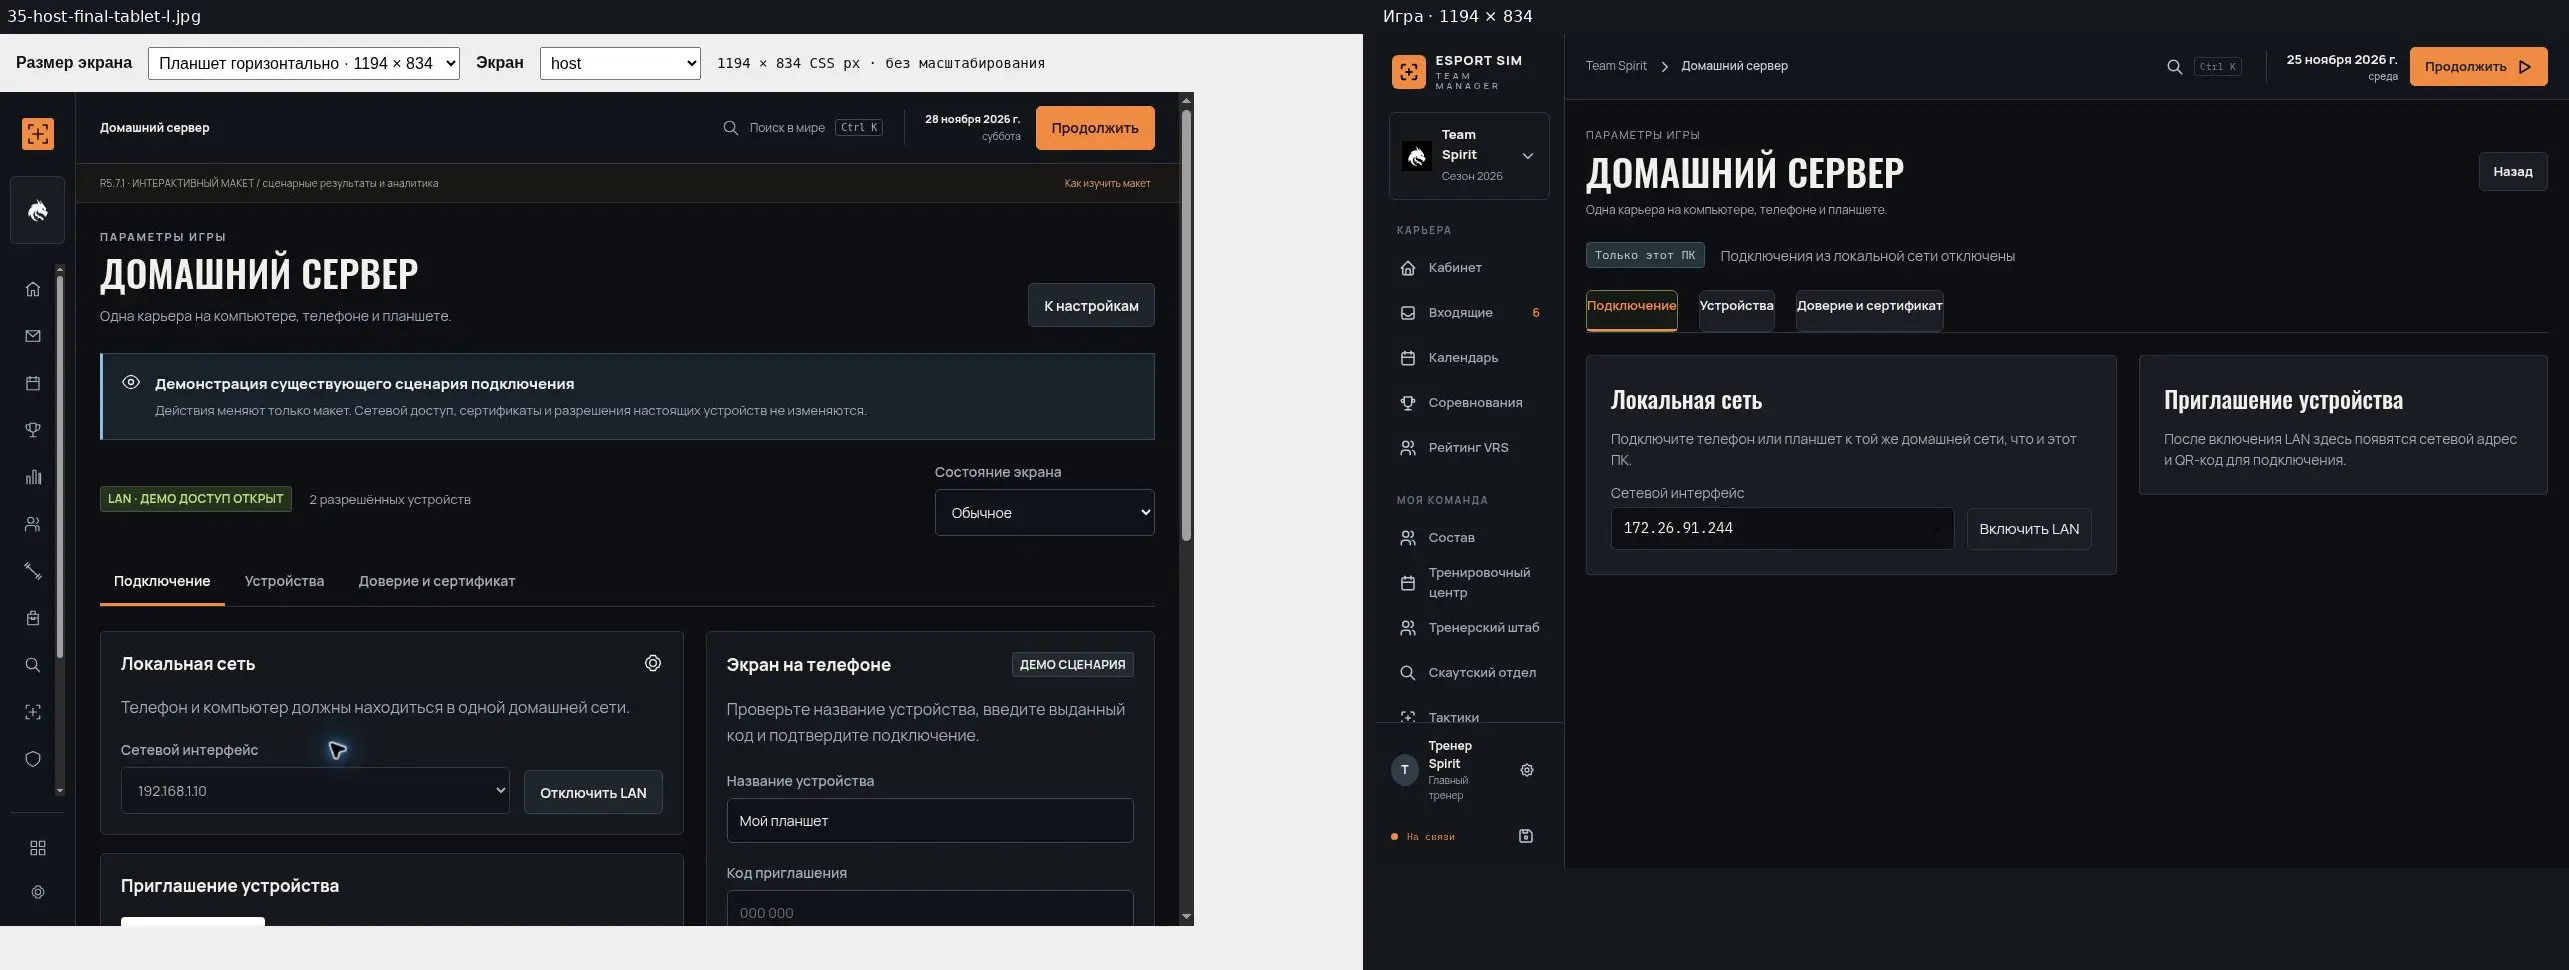 35-host-final-tablet-l.jpg
Размер экрана
Планшет горизонтально · 1194 × 834
Экран
host
1194 × 834 CSS px · без масштабирования
Домашний сервер
Поиск в мире
Ctrl K
28 ноября 2026 г.
суббота
Продолжить
R5.7.1 · ИНТЕРАКТИВНЫЙ МАКЕТ / сценарные результаты и аналитика
Как изучить макет
ПАРАМЕТРЫ ИГРЫ
ДОМАШНИЙ СЕРВЕР
Одна карьера на компьютере, телефоне и планшете.
К настройкам
Демонстрация существующего сценария подключения
Действия меняют только макет. Сетевой доступ, сертификаты и разрешения настоящих устройств не изменяются.
LAN · ДЕМО ДОСТУП ОТКРЫТ
2 разрешённых устройств
Состояние экрана
Обычное
Подключение
Устройства
Доверие и сертификат
Локальная сеть
Телефон и компьютер должны находиться в одной домашней сети.
Сетевой интерфейс
192.168.1.10
Отключить LAN
Приглашение устройства
Экран на телефоне
ДЕМО СЦЕНАРИЯ
Проверьте название устройства, введите выданный
код и подтвердите подключение.
Название устройства
Мой планшет
Код приглашения
000 000
Игра · 1194 × 834
ESPORT SIM
TEAM
MANAGER
Team
Spirit
Сезон 2026
КАРЬЕРА
Кабинет
Входящие
6
Календарь
Соревнования
Рейтинг VRS
МОЯ КОМАНДА
Состав
Тренировочный
центр
Тренерский штаб
Скаутский отдел
Тактики
Т
Тренер
Spirit
Главный
тренер
На связи
Team Spirit
Домашний сервер
Ctrl K
25 ноября 2026 г.
среда
Продолжить
ПАРАМЕТРЫ ИГРЫ
ДОМАШНИЙ СЕРВЕР
Одна карьера на компьютере, телефоне и планшете.
Назад
Только этот ПК
Подключения из локальной сети отключены
Подключение
Устройства
Доверие и сертификат
Локальная сеть
Подключите телефон или планшет к той же домашней сети, что и этот
ПК.
Сетевой интерфейс
172.26.91.244
Включить LAN
Приглашение устройства
После включения LAN здесь появятся сетевой адрес
и QR-код для подключения.